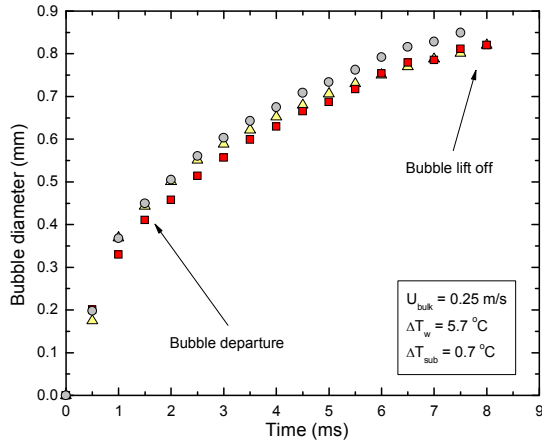 0.9
0.8
0.7
0.6
0.5
0.4
0.3
0.2
0.1
0.0
Bubble diameter (mm)
Bubble lift off
Bubble departure
U_bulk = 0.25 m/s
ΔT_w = 5.7 °C
ΔT_sub = 0.7 °C
0 1 2 3 4 5 6 7 8 9
Time (ms)